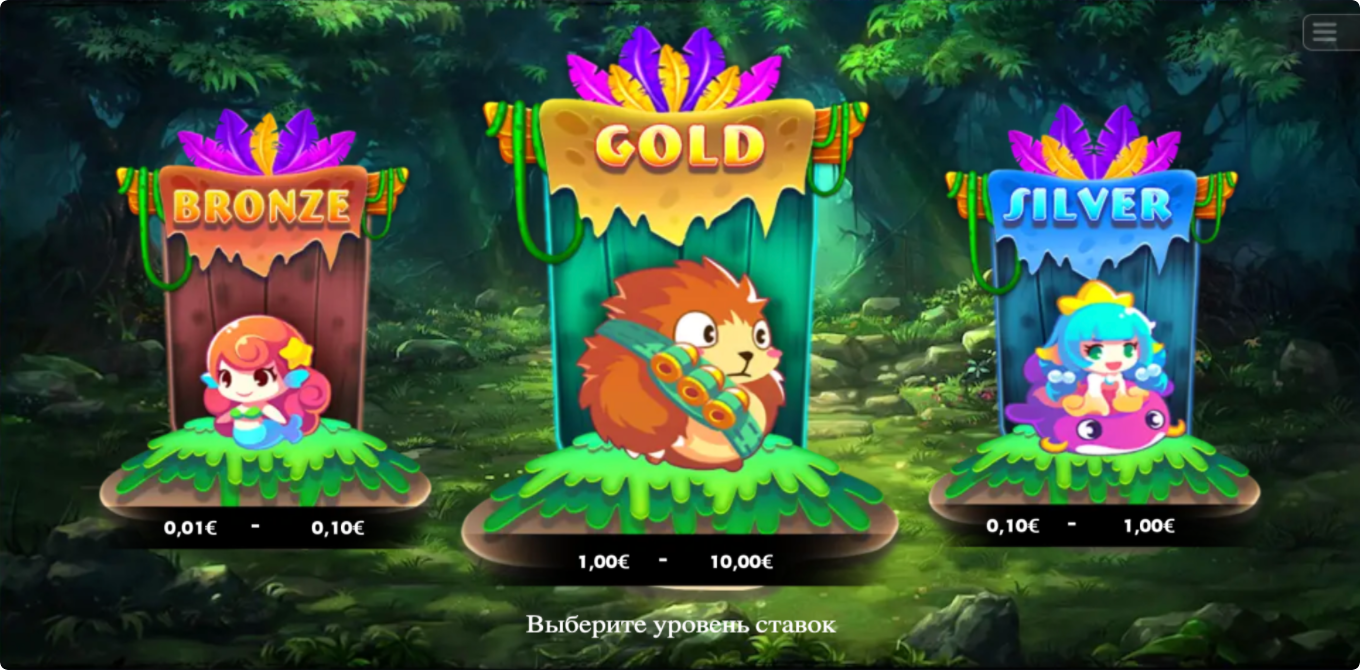 BRONZE
0,01€ - 0,10€
GOLD
1,00€ - 10,00€
SILVER
0,10€ - 1,00€
Выберите уровень ставок